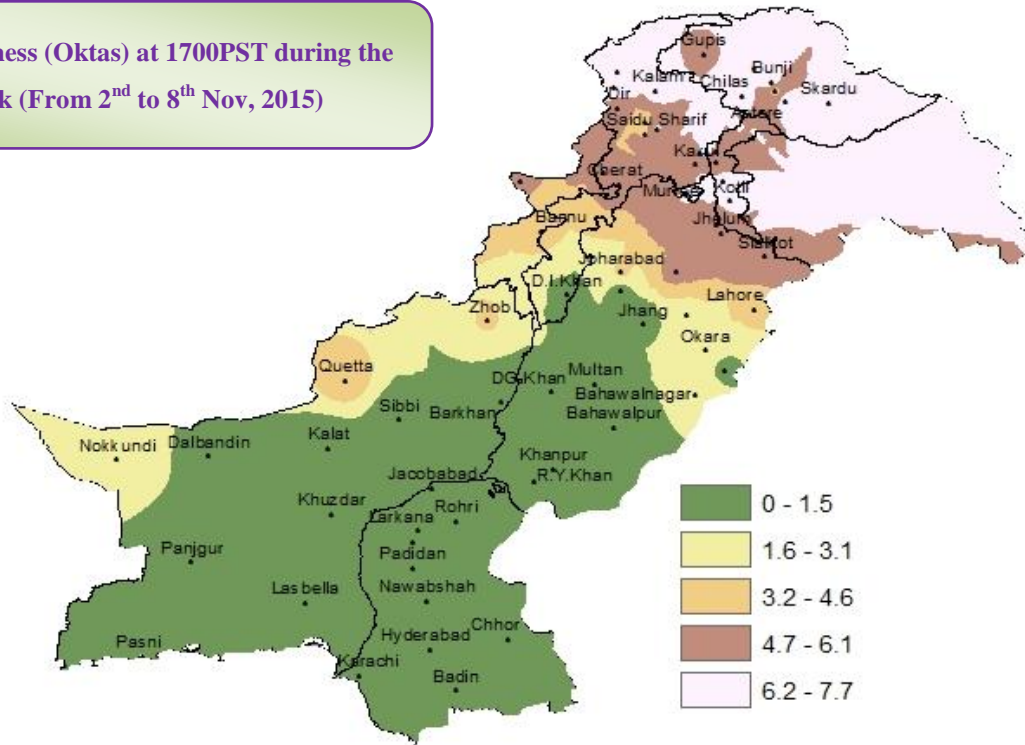 ness (Oktas) at 1700PST during the
k (From 2nd to 8th Nov, 2015)
Gupis
Kalam
Chilas
Bunji
Skardu
Dir
Astore
Saidu Sharif
Cherat
Kotli
Jhelum
Sialkot
Bannu
Joharabad
D.I.Khan
Lahore
Zhob
Jhang
Okara
Quetta
DG Khan
Multan
Bahawalnagar
Sibbi
Barkhan
Bahawalpur
Nokkundi
Dalbandin
Kalat
Khanpur
Jacobabad
R.Y.Khan
Khuzdar
Larkana
Rohri
Panjgur
Padidan
Lasbella
Nawabshah
Pasni
Hyderabad
Chhor
Karachi
Badin
0 - 1.5
1.6 - 3.1
3.2 - 4.6
4.7 - 6.1
6.2 - 7.7